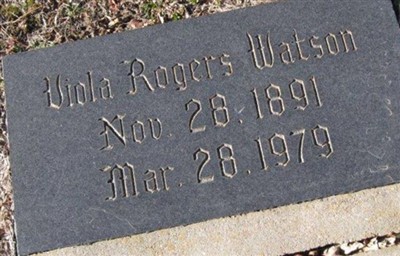 Viola Rogers Watson
Nov. 28. 1891
Mar. 28. 1979